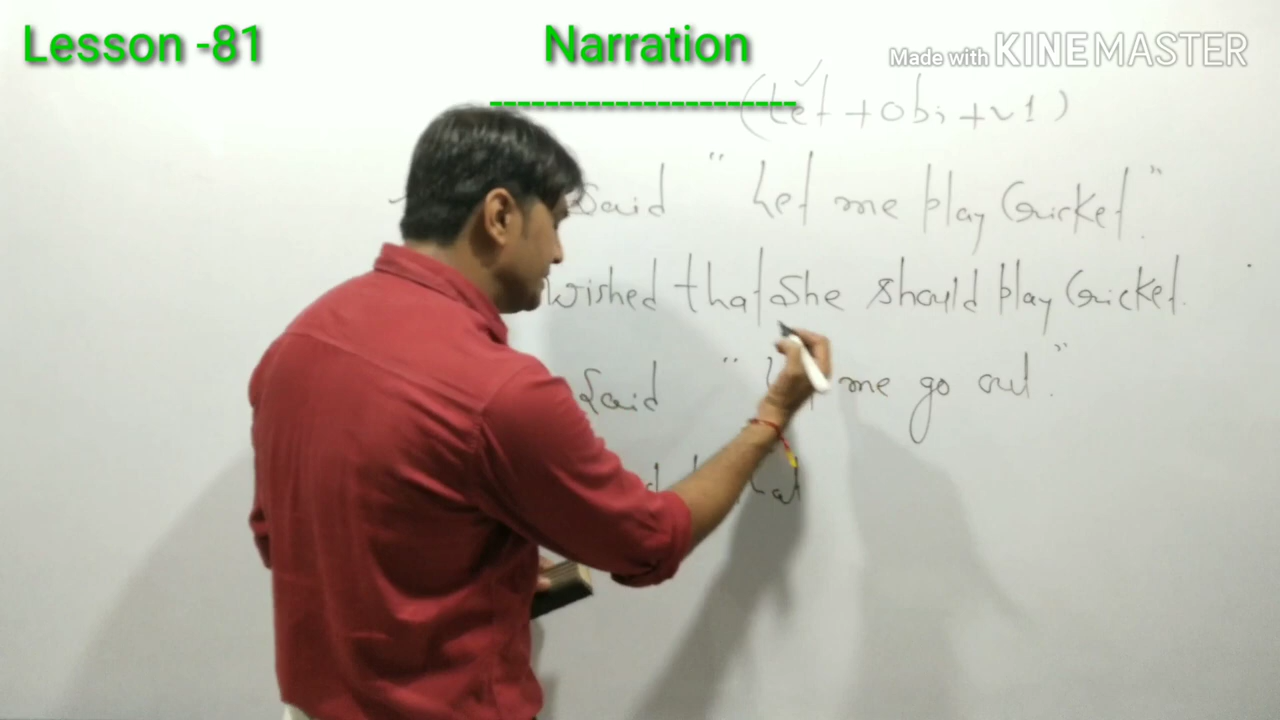 Lesson -81 Narration Made with KINEMASTER
-----------------------
(Let + obj + v1)
Said "Let me play Cricket."
wished that She should play Cricket.
Said " me go out."
that